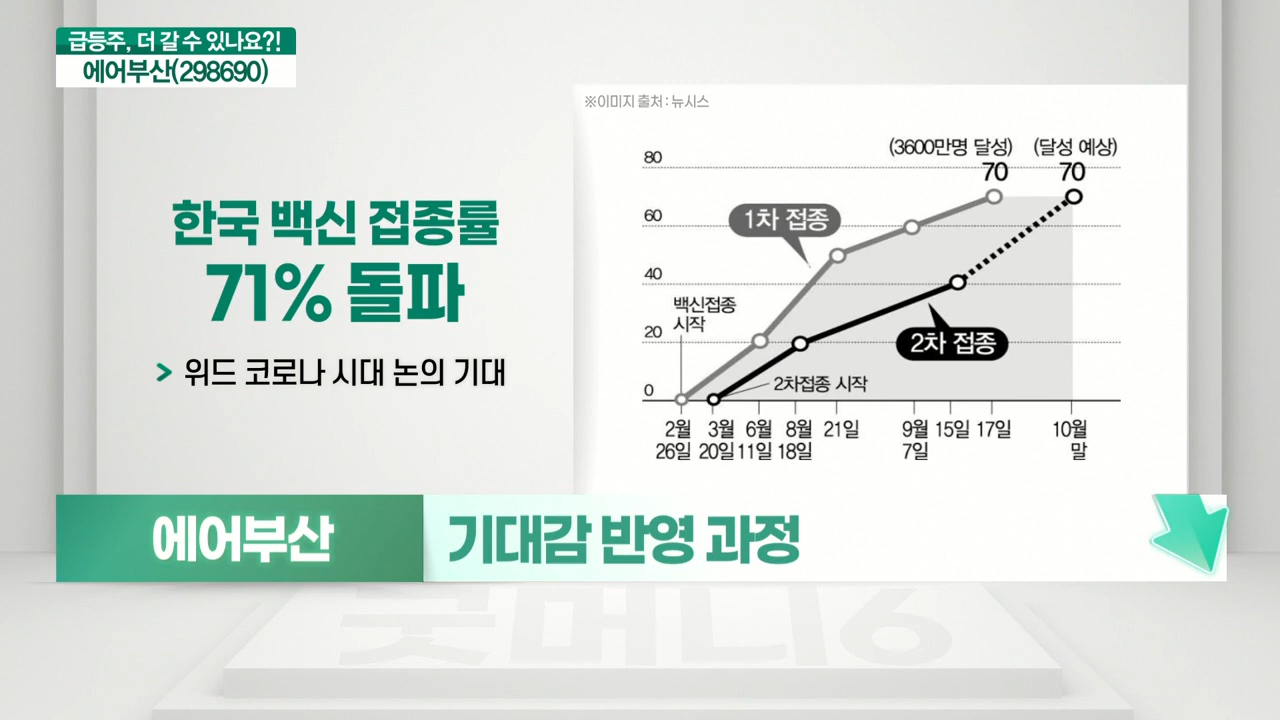 급등주, 더 갈 수 있나요?!
에어부산(298690)
※이미지 출처 : 뉴시스
한국 백신 접종률
71% 돌파
> 위드 코로나 시대 논의 기대
(3600만명 달성) (달성 예상)
80
70 70
60
1차 접종
40
백신접종
시작
20
2차 접종
0
2차접종 시작
2월 3월 6월 8월 21일 9월 15일 17일 10월
26일 20일 11일 18일 7일 말
에어부산 기대감 반영 과정
굿머니6